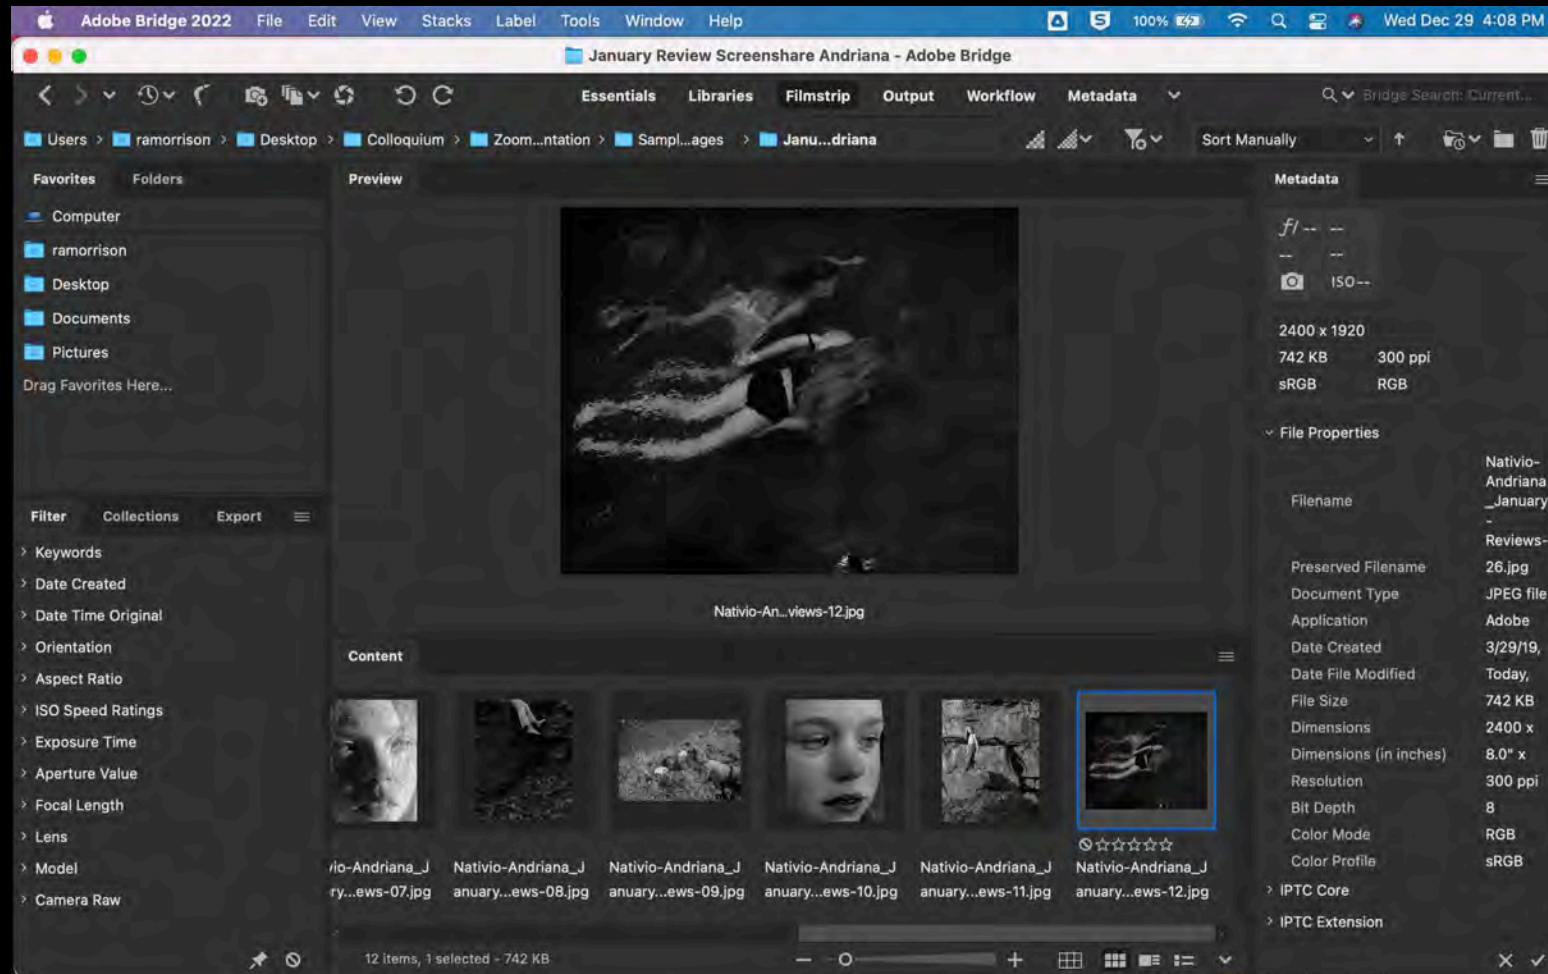 Adobe Bridge 2022 File Edit View Stacks Label Tools Window Help 100% Wed Dec 29 4:08 PM
January Review Screenshare Andriana - Adobe Bridge
Essentials Libraries Filmstrip Output Workflow Metadata Bridge Search: Current...
Users > ramorrison > Desktop > Colloquium > Zoom...ntation > Sampl...ages > Janu...driana Sort Manually
Favorites Folders
Computer
ramorrison
Desktop
Documents
Pictures
Drag Favorites Here...
Filter Collections Export
Keywords
Date Created
Date Time Original
Orientation
Aspect Ratio
ISO Speed Ratings
Exposure Time
Aperture Value
Focal Length
Lens
Model
Camera Raw
Preview
Nativio-An...views-12.jpg
Content
vio-Andriana_J
ry...ews-07.jpg
Nativio-Andriana_J
anuary...ews-08.jpg
Nativio-Andriana_J
anuary...ews-09.jpg
Nativio-Andriana_J
anuary...ews-10.jpg
Nativio-Andriana_J
anuary...ews-11.jpg
Nativio-Andriana_J
anuary...ews-12.jpg
12 items, 1 selected - 742 KB
Metadata
f/-- --
-- --
ISO--
2400 x 1920
742 KB 300 ppi
sRGB RGB
File Properties
Filename Nativio-
Andriana
_January
-
Reviews-
Preserved Filename 26.jpg
Document Type JPEG file
Application Adobe
Date Created 3/29/19,
Date File Modified Today,
File Size 742 KB
Dimensions 2400 x
Dimensions (in inches) 8.0" x
Resolution 300 ppi
Bit Depth 8
Color Mode RGB
Color Profile sRGB
IPTC Core
IPTC Extension